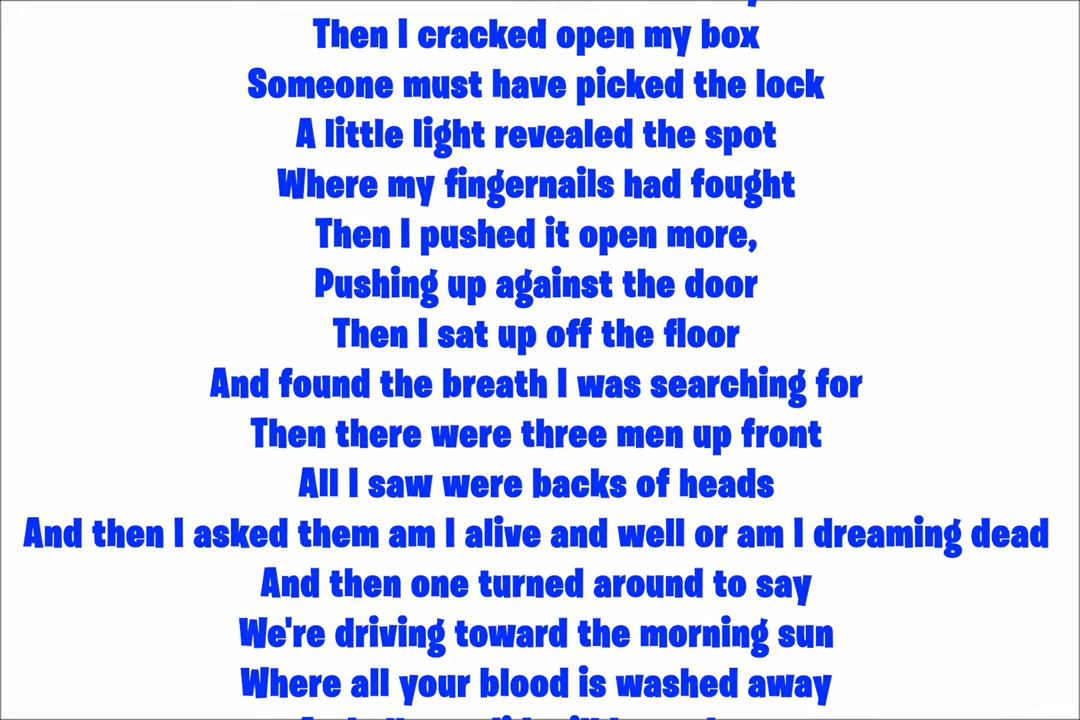 Then I cracked open my box
Someone must have picked the lock
A little light revealed the spot
Where my fingernails had fought
Then I pushed it open more,
Pushing up against the door
Then I sat up off the floor
And found the breath I was searching for
Then there were three men up front
All I saw were backs of heads
And then I asked them am I alive and well or am I dreaming dead
And then one turned around to say
We're driving toward the morning sun
Where all your blood is washed away